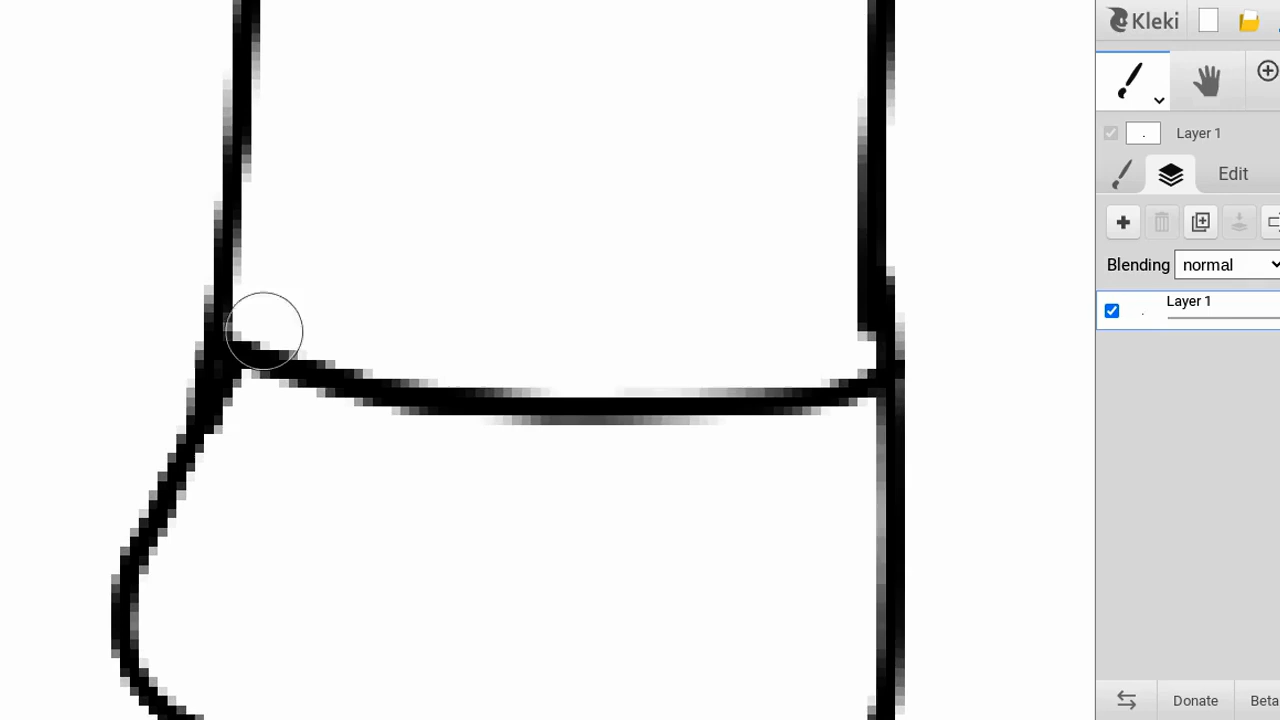 Kleki
Layer 1
Edit
Blending normal
Layer 1
Donate
Beta